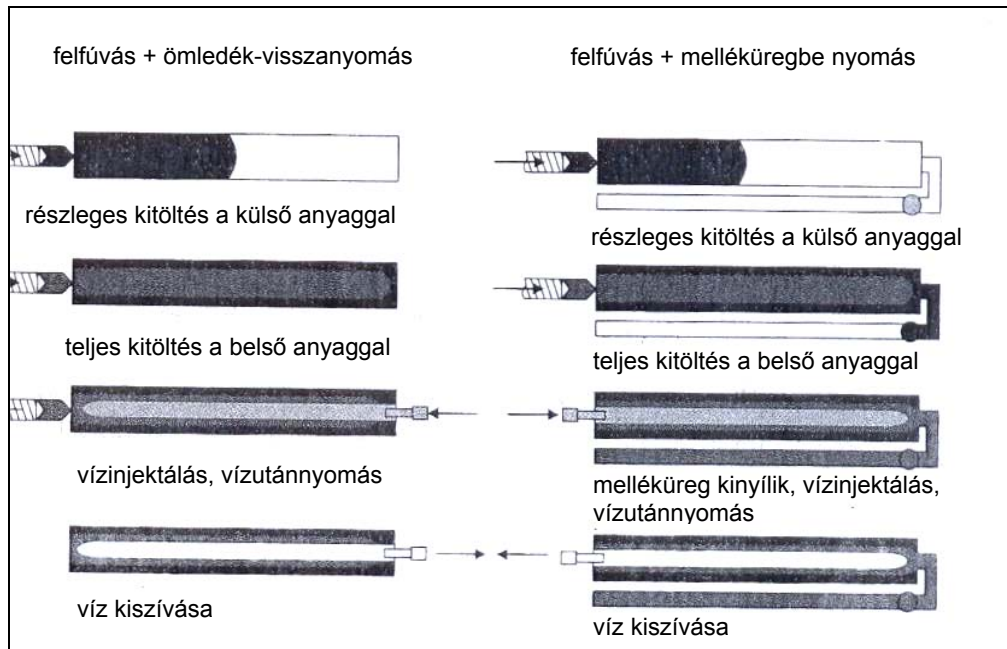 felfúvás + ömledék-visszanyomás
részleges kitöltés a külső anyaggal
teljes kitöltés a belső anyaggal
vízinjektálás, vízutánnyomás
víz kiszívása
felfúvás + melléküregbe nyomás
részleges kitöltés a külső anyaggal
teljes kitöltés a belső anyaggal
melléküreg kinyílik, vízinjektálás,
vízutánnyomás
víz kiszívása